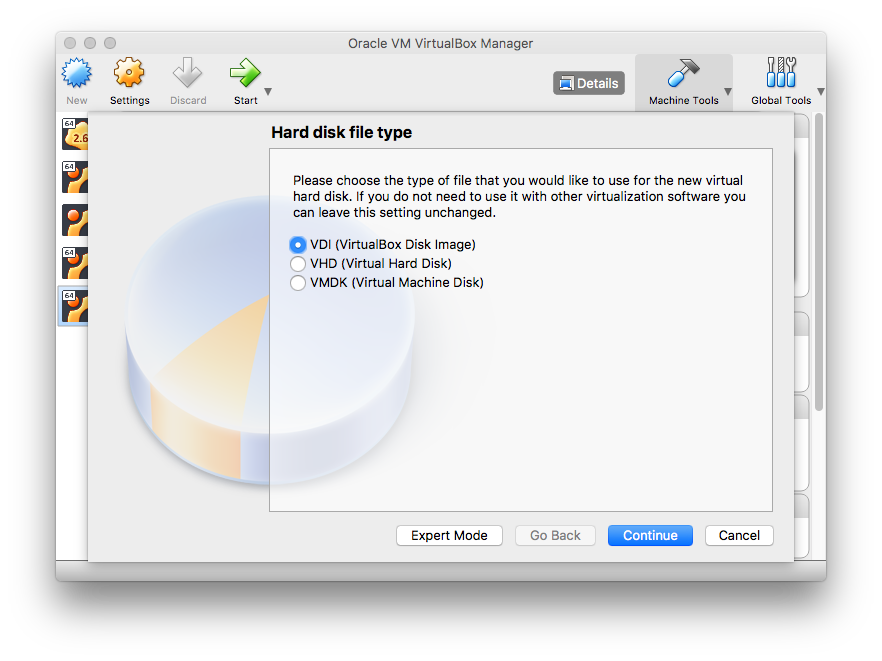 Oracle VM VirtualBox Manager
New
Settings
Discard
Start
Details
Machine Tools
Global Tools
64
2.6
64
64
64
Hard disk file type
Please choose the type of file that you would like to use for the new virtual
hard disk. If you do not need to use it with other virtualization software you
can leave this setting unchanged.
VDI (VirtualBox Disk Image)
VHD (Virtual Hard Disk)
VMDK (Virtual Machine Disk)
Expert Mode
Go Back
Continue
Cancel